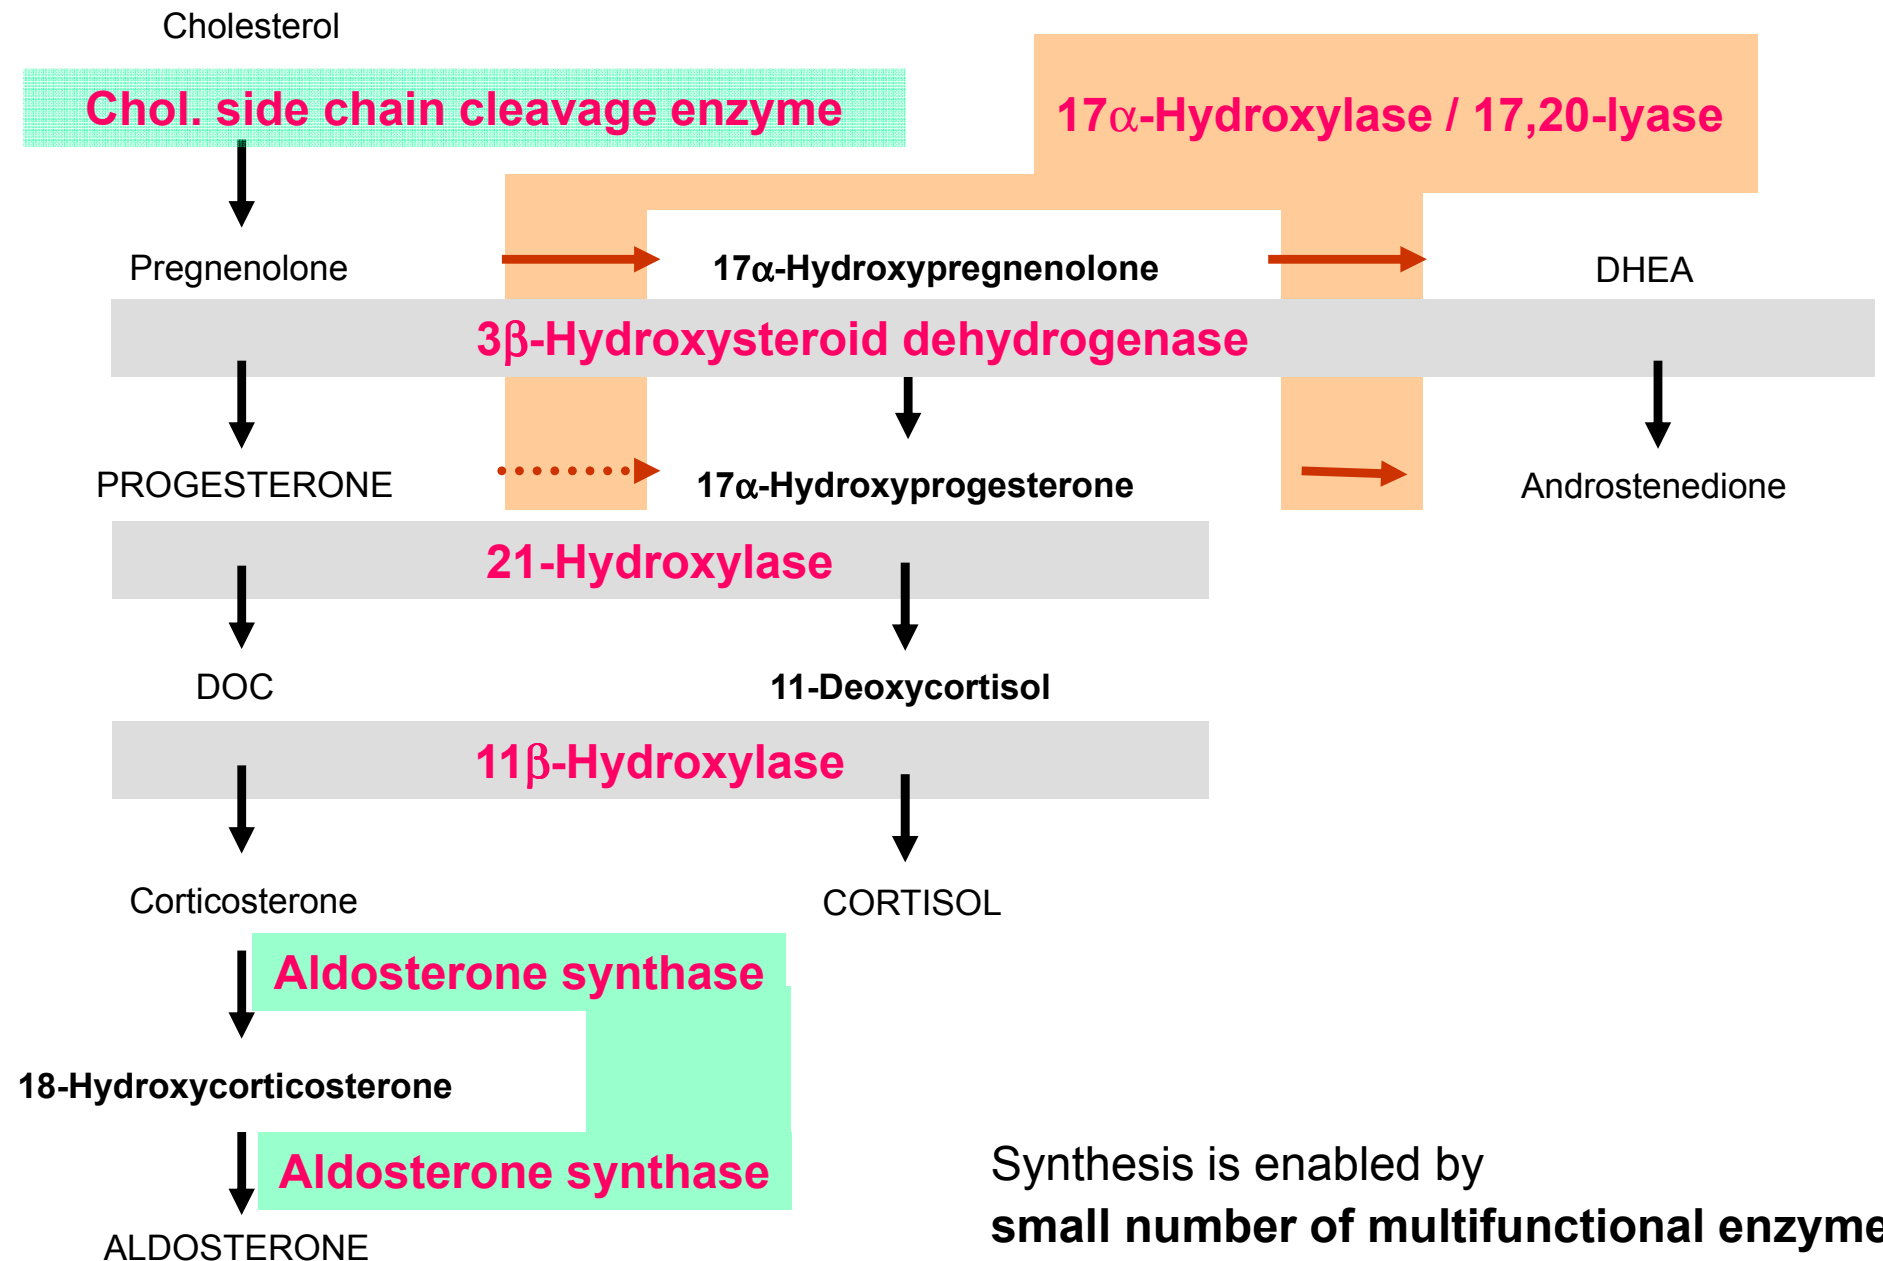 Cholesterol
Chol. side chain cleavage enzyme
17α-Hydroxylase / 17,20-lyase
Pregnenolone
17α-Hydroxypregnenolone
DHEA
3β-Hydroxysteroid dehydrogenase
PROGESTERONE
17α-Hydroxyprogesterone
Androstenedione
21-Hydroxylase
DOC
11-Deoxycortisol
11β-Hydroxylase
Corticosterone
CORTISOL
Aldosterone synthase
18-Hydroxycorticosterone
Aldosterone synthase
ALDOSTERONE
Synthesis is enabled by
small number of multifunctional enzyme